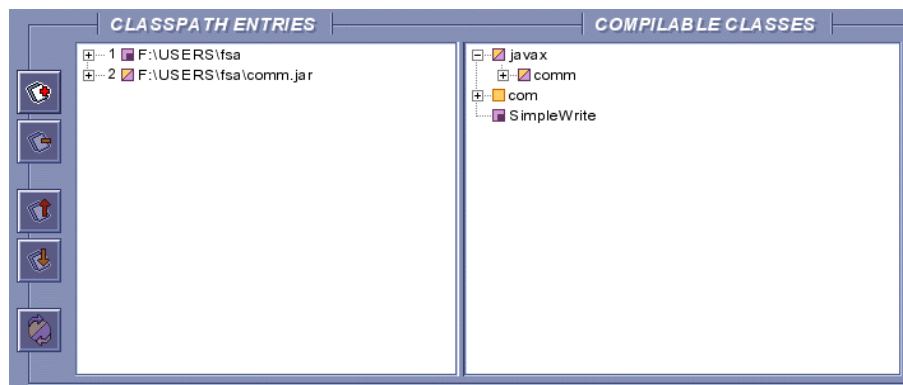 CLASSPATH ENTRIES
COMPILABLE CLASSES
1 F:\USERS\fsa
2 F:\USERS\fsa\comm.jar
javax
comm
com
SimpleWrite